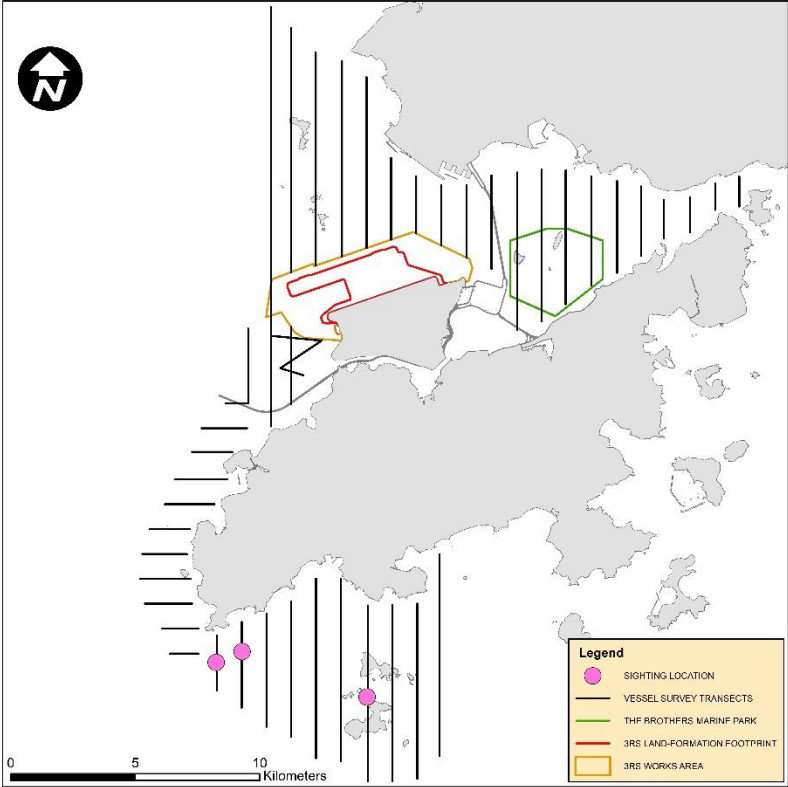 N
Legend
SIGHTING LOCATION
VESSEL SURVEY TRANSECTS
THE BROTHERS MARINE PARK
3RS LAND-FORMATION FOOTPRINT
3RS WORKS AREA
0 5 10
Kilometers